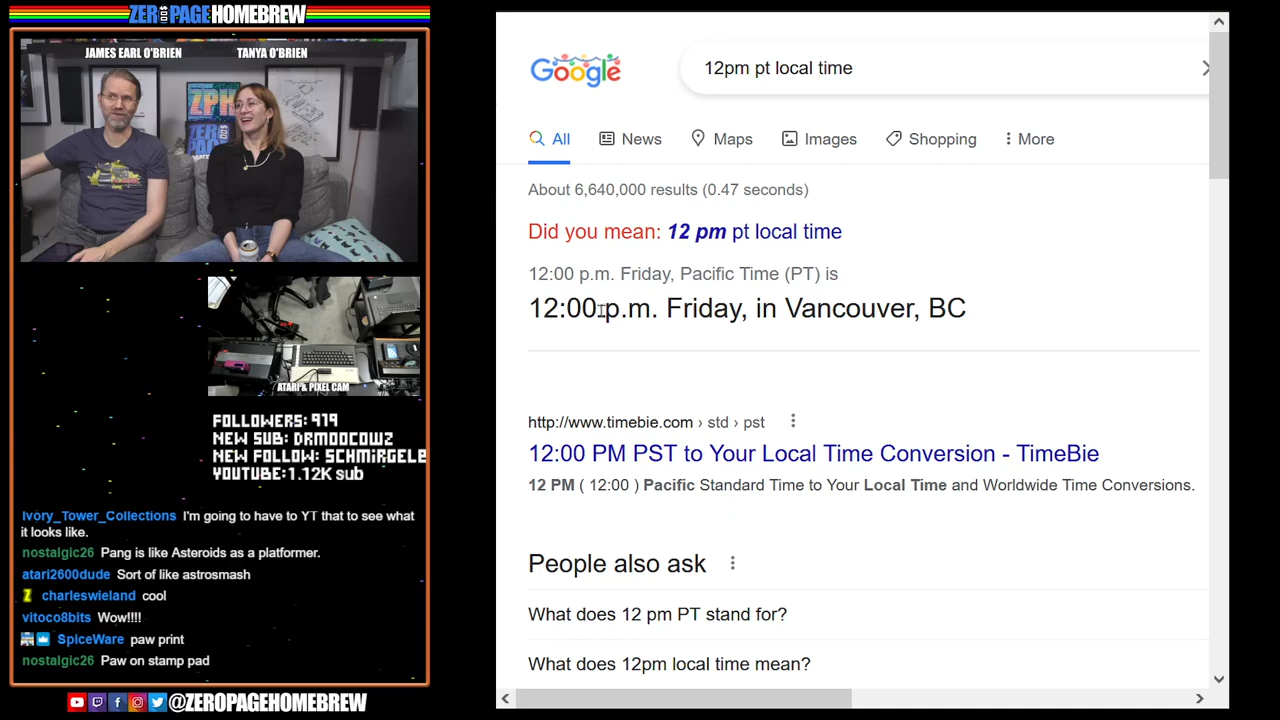 ZEROPAGEHOMEBREW
JAMES EARL O'BRIEN
TANYA O'BRIEN
ZPH
ATARI & PIXEL CAM
FOLLOWERS: 919
NEW SUB: DRMOOCOWZ
NEW FOLLOW: SCHMIRGELB
YOUTUBE: 1.12K sub
Ivory_Tower_Collections I'm going to have to YT that to see what
it looks like.
nostalgic26 Pang is like Asteroids as a platformer.
atari2600dude Sort of like astrosmash
Z charleswieland cool
vitoco8bits Wow!!!!
SpiceWare paw print
nostalgic26 Paw on stamp pad
@ZEROPAGEHOMEBREW
Google
12pm pt local time
All News Maps Images Shopping More
About 6,640,000 results (0.47 seconds)
Did you mean: 12 pm pt local time
12:00 p.m. Friday, Pacific Time (PT) is
12:00 p.m. Friday, in Vancouver, BC
http://www.timebie.com › std › pst
12:00 PM PST to Your Local Time Conversion - TimeBie
12 PM ( 12:00 ) Pacific Standard Time to Your Local Time and Worldwide Time Conversions.
People also ask
What does 12 pm PT stand for?
What does 12pm local time mean?